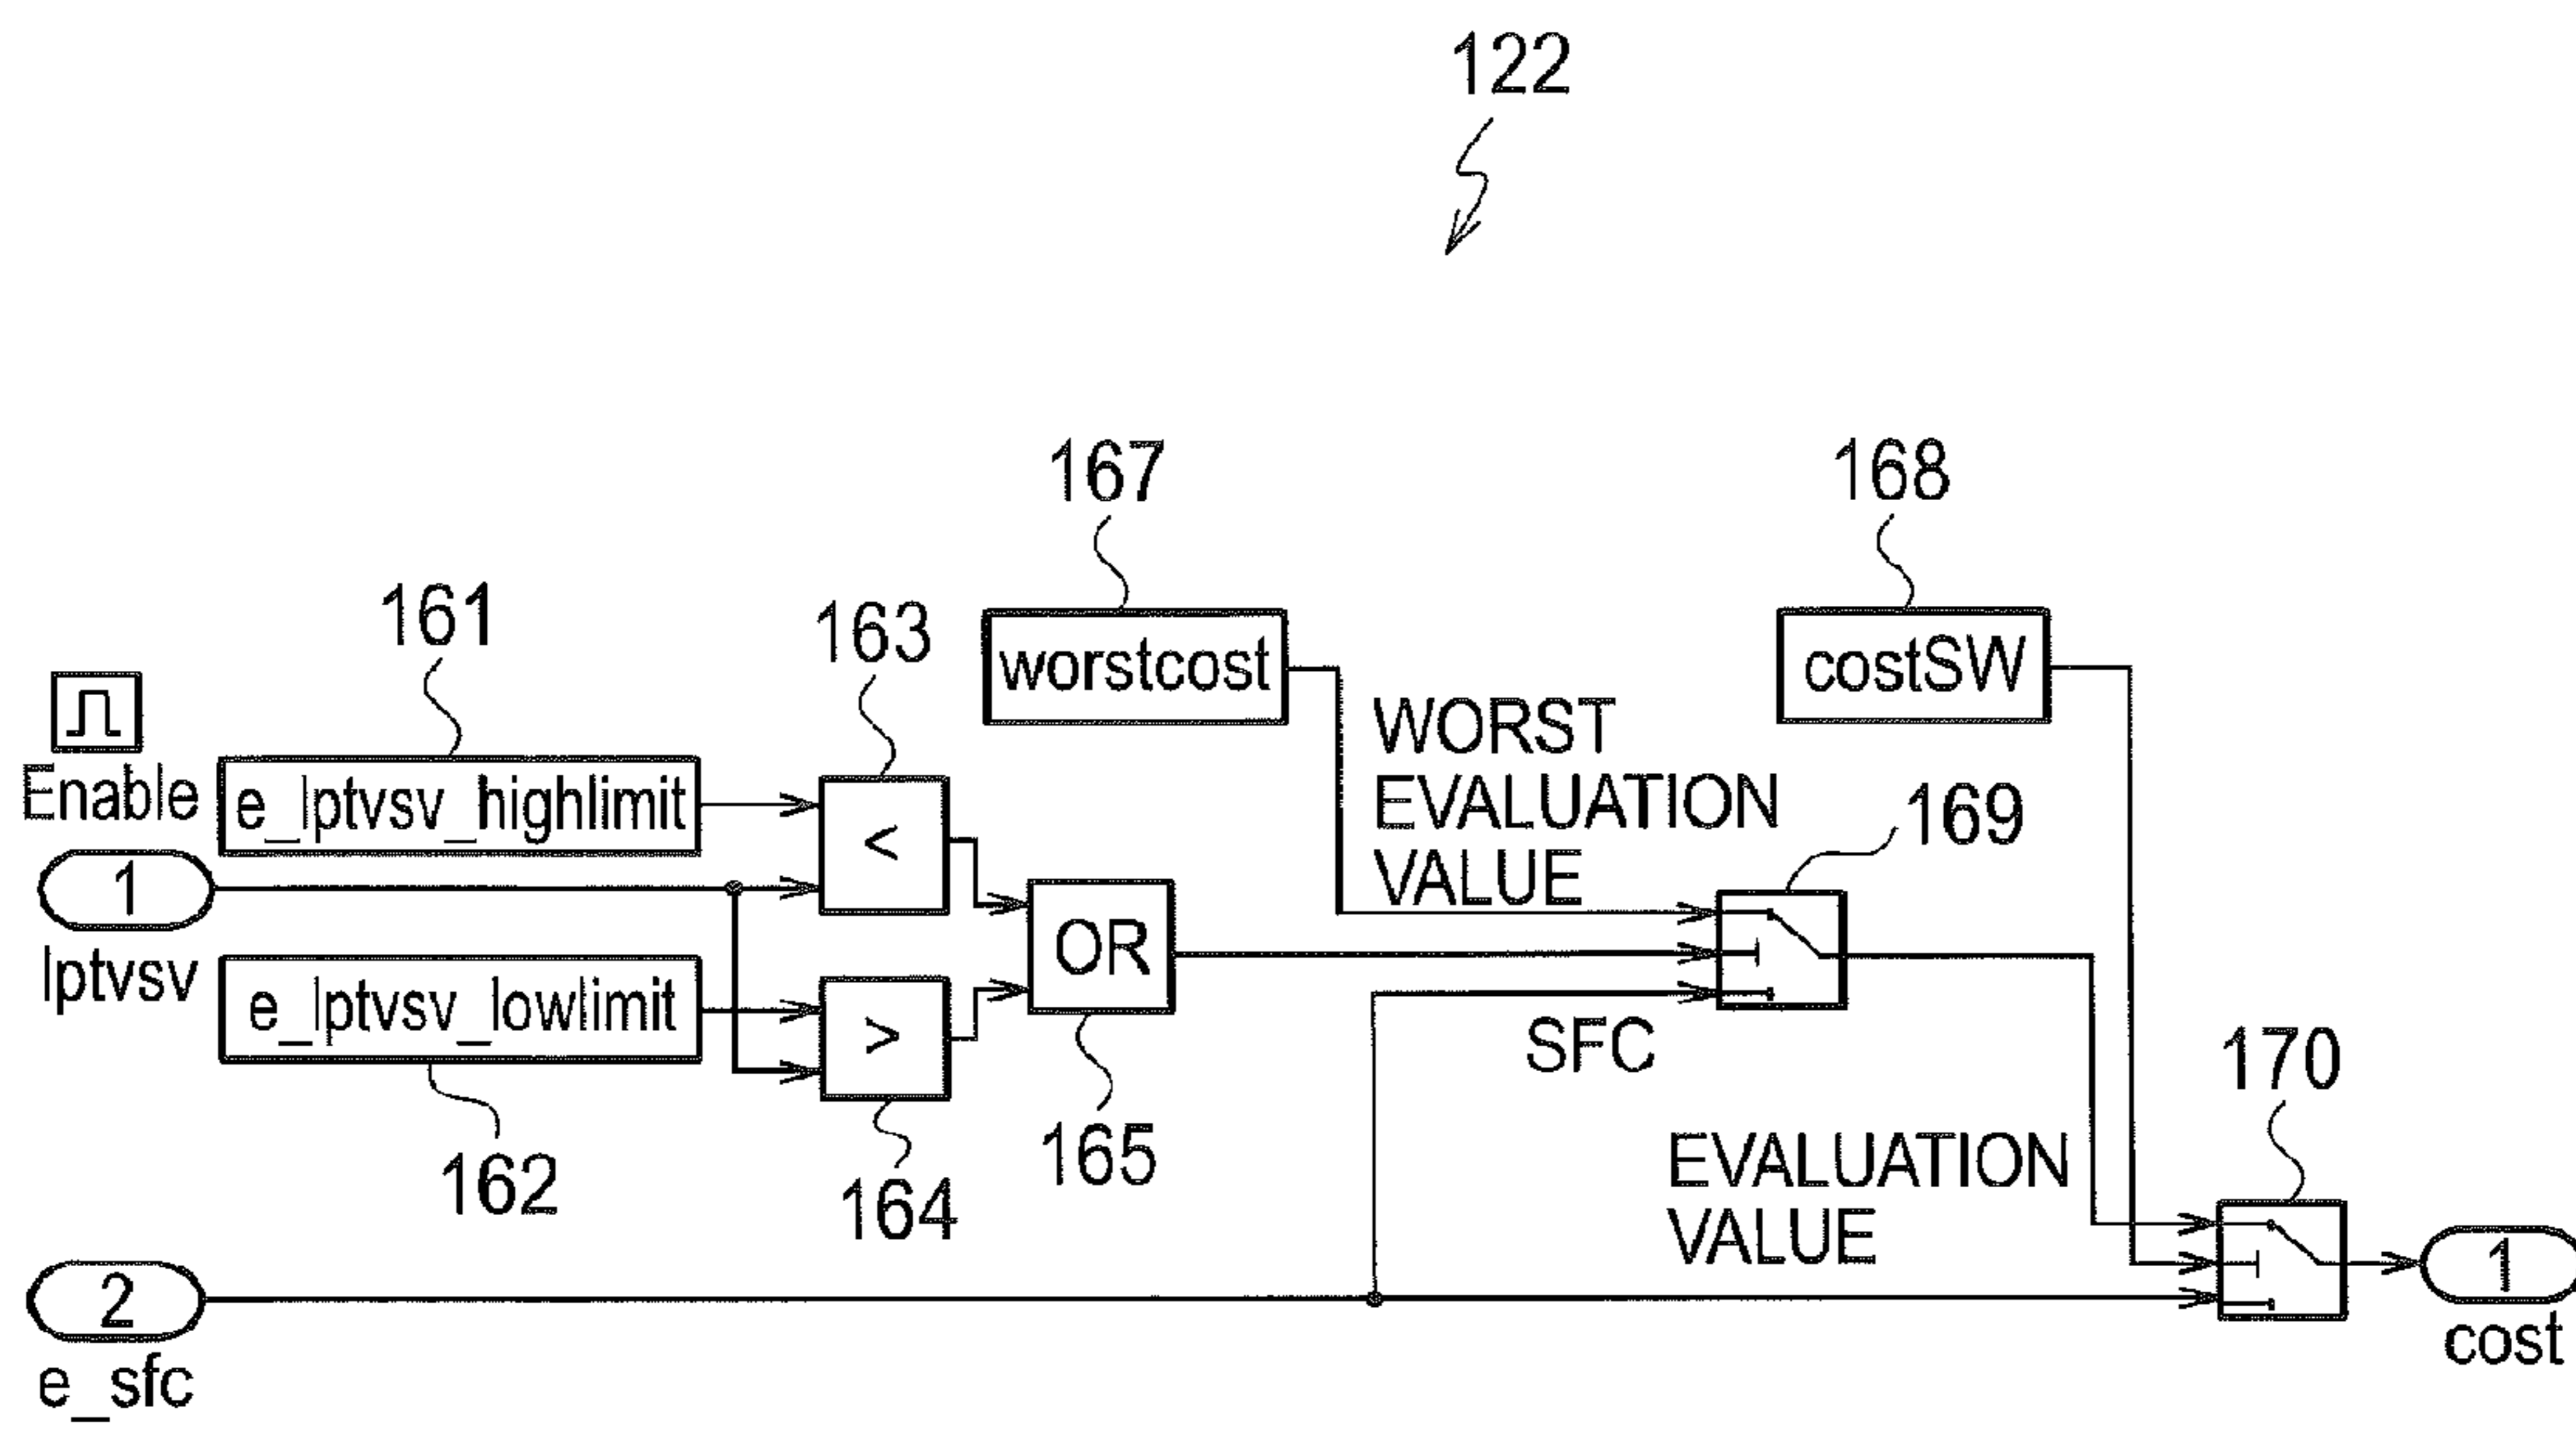 122
167
168
161
163
worstcost
costSW
WORST
EVALUATION
VALUE
Enable
e_lptvsv_highlimit
<
169
1
lptvsv
OR
e_lptvsv_lowlimit
>
SFC
170
162
164
165
EVALUATION
VALUE
2
e_sfc
1
cost